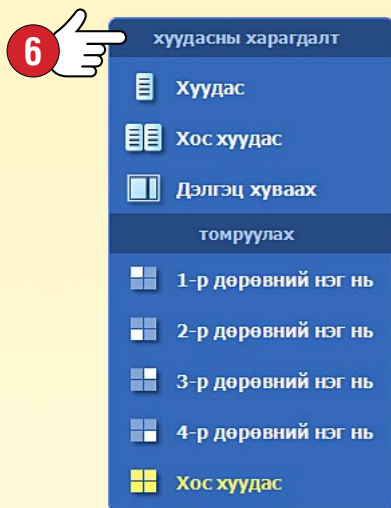 6
хуудасны харагдалт
Хуудас
Хос хуудас
Дэлгэц хуваах
томруулах
1-р дөрөвний нэг нь
2-р дөрөвний нэг нь
3-р дөрөвний нэг нь
4-р дөрөвний нэг нь
Хос хуудас